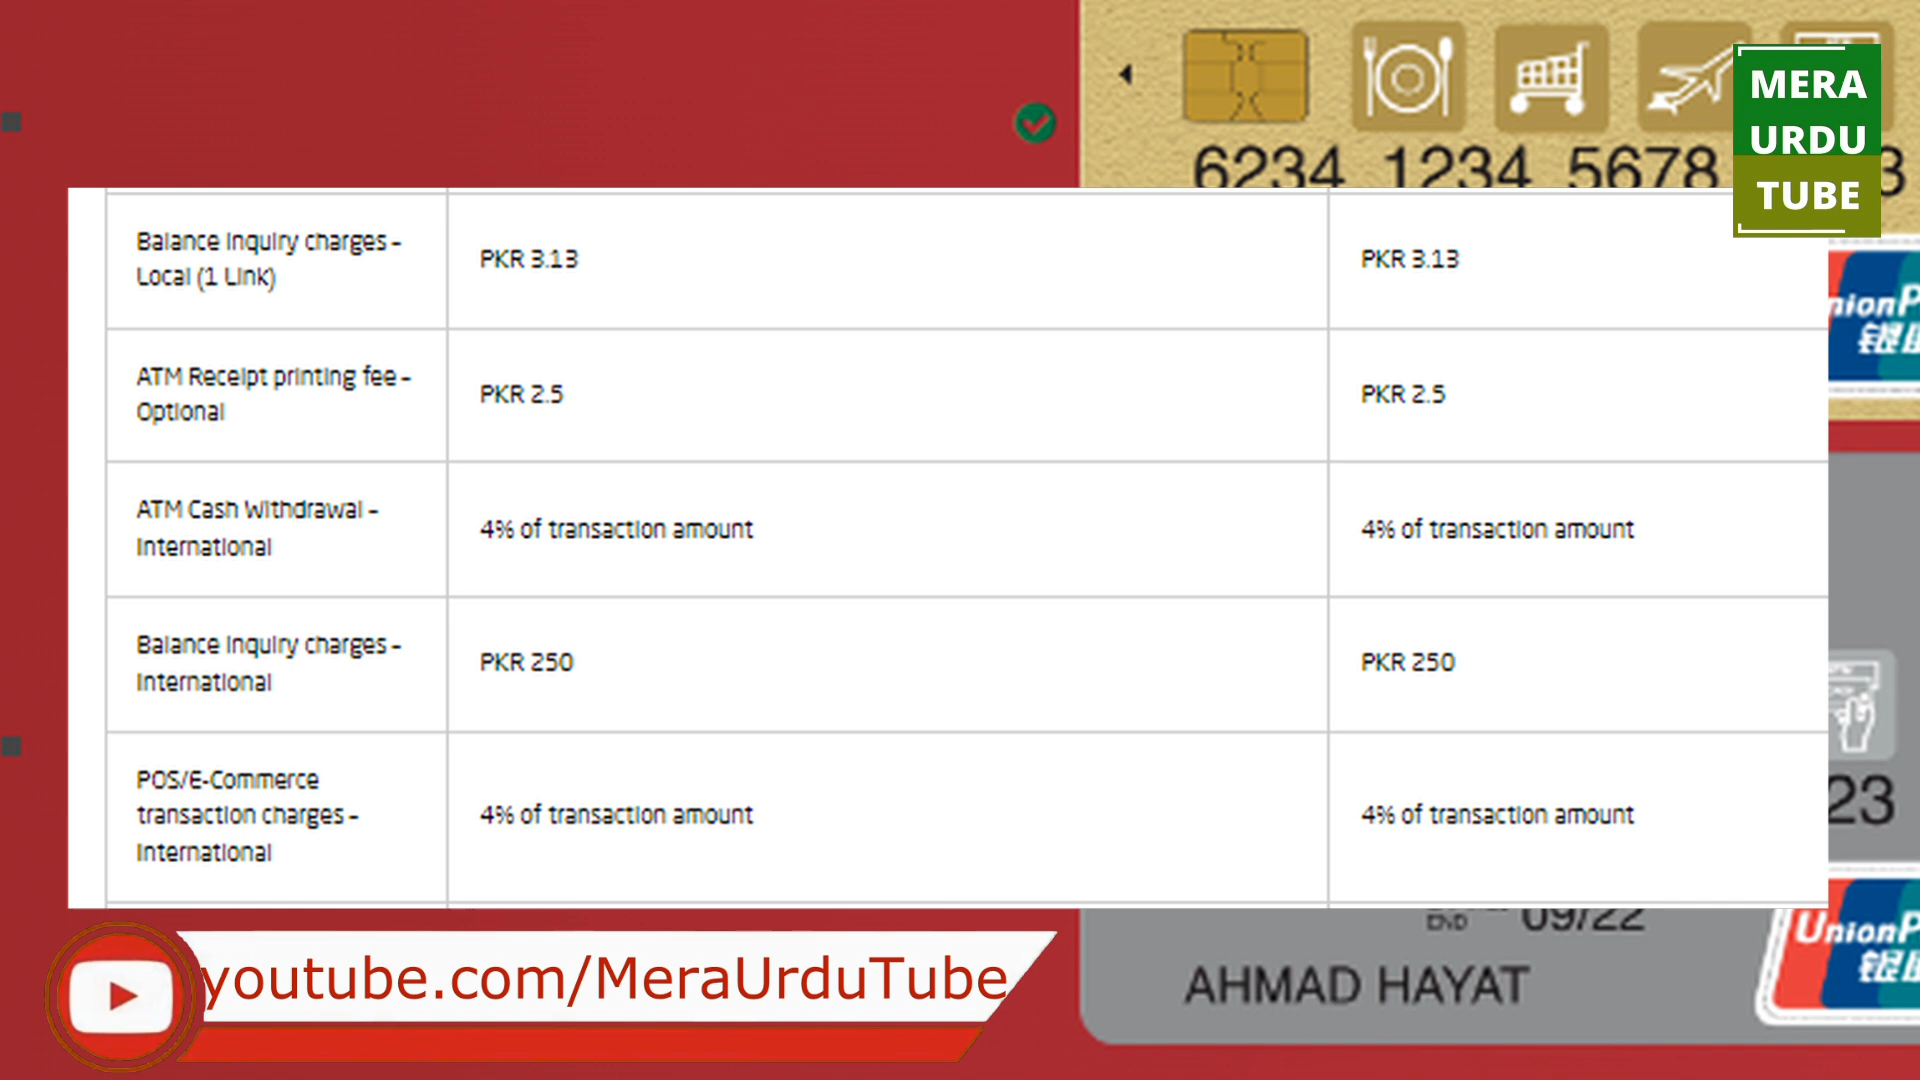 6234 1234 5678
MERA
URDU
TUBE
Balance Inquiry charges –
Local (1 Link)
PKR 3.13
PKR 3.13
ATM Receipt printing fee –
Optional
PKR 2.5
PKR 2.5
ATM Cash Withdrawal –
International
4% of transaction amount
4% of transaction amount
Balance Inquiry charges –
International
PKR 250
PKR 250
POS/E-Commerce
transaction charges –
International
4% of transaction amount
4% of transaction amount
23
END 09/22
AHMAD HAYAT
UnionP
youtube.com/MeraUrduTube